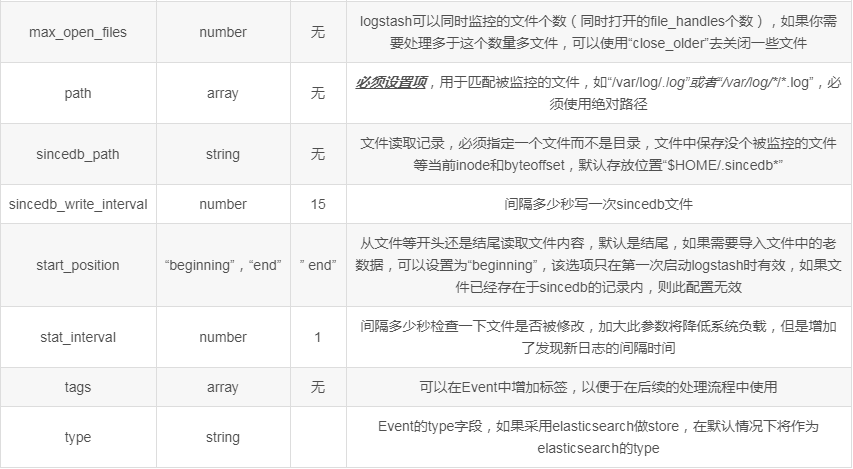 max_open_files number 无 logstash可以同时监控的文件个数（同时打开的file_handles个数），如果你
需要处理多于这个数量多文件，可以使用“close_older”去关闭一些文件
path array 无 必须设置项，用于匹配被监控的文件，如“/var/log/.log”或者“/var/log/*/*.log”，必
须使用绝对路径
sincedb_path string 无 文件读取记录，必须指定一个文件而不是目录，文件中保存没个被监控的文件
等当前inode和byteoffset，默认存放位置“$HOME/.sincedb*”
sincedb_write_interval number 15 间隔多少秒写一次sincedb文件
start_position “beginning”，“end” ” end” 从文件等开头还是结尾读取文件内容，默认是结尾，如果需要导入文件中的老
数据，可以设置为“beginning”，该选项只在第一次启动logstash时有效，如果文
件已经存在于sincedb的记录内，则此配置无效
stat_interval number 1 间隔多少秒检查一下文件是否被修改，加大此参数将降低系统负载，但是增加
了发现新日志的间隔时间
tags array 无 可以在Event中增加标签，以便于在后续的处理流程中使用
type string Event的type字段，如果采用elasticsearch做store，在默认情况下将作为
elasticsearch的type